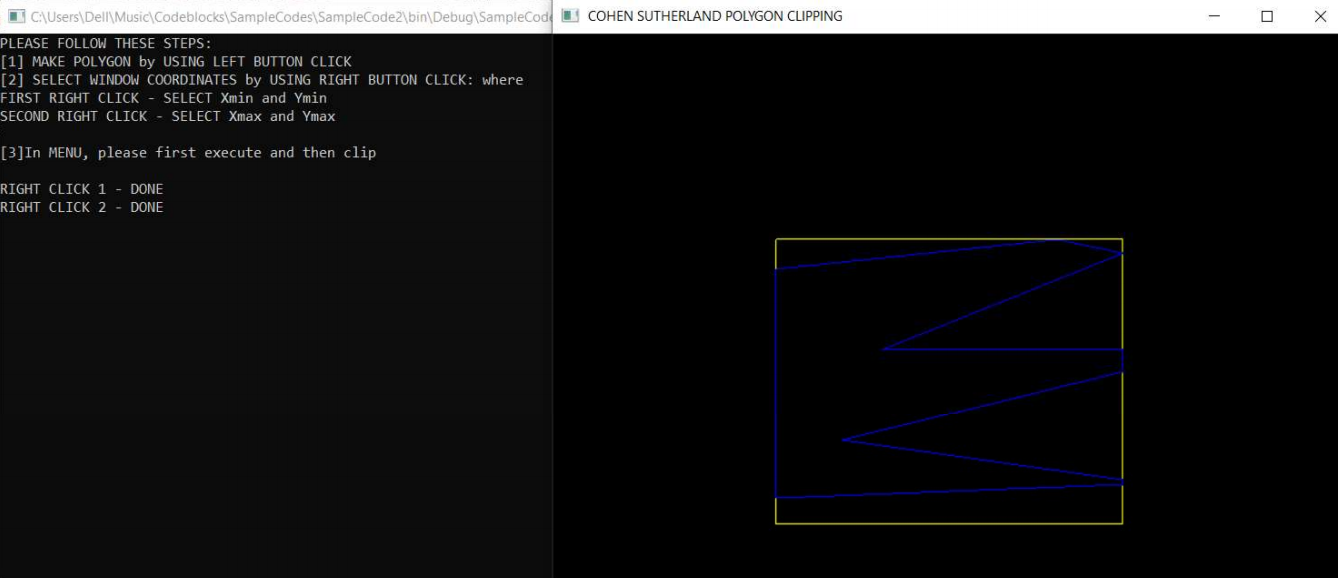 C:\Users\Dell\Music\Codeblocks\SampleCodes\SampleCode2\bin\Debug\SampleCode
COHEN SUTHERLAND POLYGON CLIPPING
PLEASE FOLLOW THESE STEPS:
[1] MAKE POLYGON by USING LEFT BUTTON CLICK
[2] SELECT WINDOW COORDINATES by USING RIGHT BUTTON CLICK: where
FIRST RIGHT CLICK - SELECT Xmin and Ymin
SECOND RIGHT CLICK - SELECT Xmax and Ymax
[3]In MENU, please first execute and then clip
RIGHT CLICK 1 - DONE
RIGHT CLICK 2 - DONE